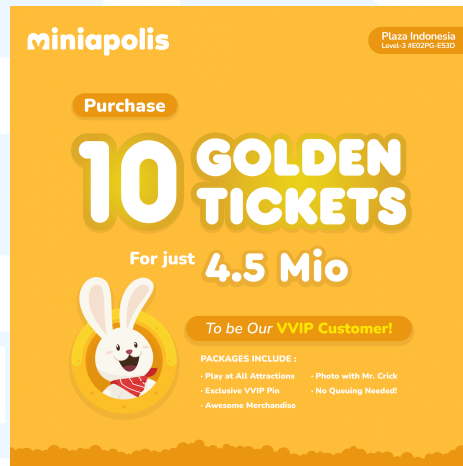 miniapolis
Plaza Indonesia
Level-3 #E02PG-E53D
Purchase
10 GOLDEN
TICKETS
For just 4.5 Mio
To be Our VVIP Customer!
PACKAGES INCLUDE :
· Play at All Attractions
· Exclusive VVIP Pin
· Awesome Merchandise
· Photo with Mr. Crick
· No Queuing Needed!